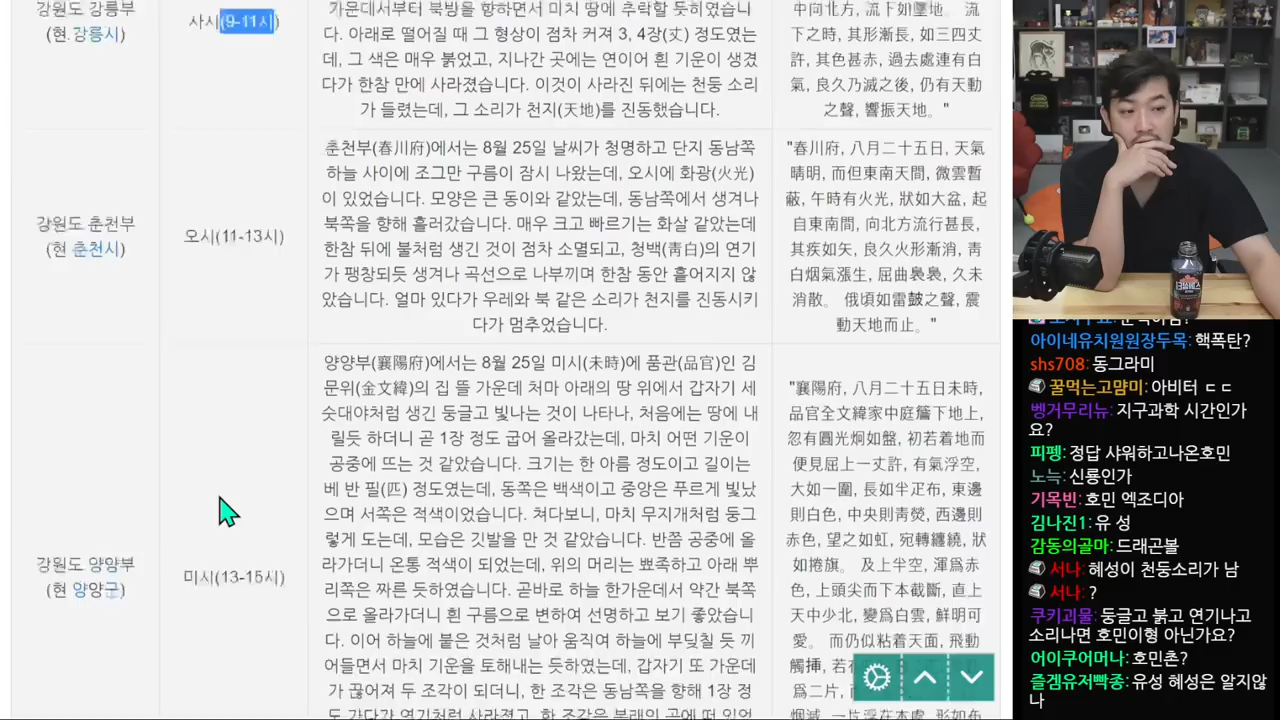 강원도 강릉부
(현 강릉시)
사시(9-11시)
가운데서부터 북방을 향하면서 마치 땅에 추락할 듯히였습니
다. 아래로 떨어질 때 그 형상이 점차 커져 3, 4장(丈) 정도였는
데, 그 색은 매우 붉었고, 지나간 곳에는 연이어 흰 기운이 생겼
다가 한참 만에 사라졌습니다. 이것이 사라진 뒤에는 천둥 소리
가 들렸는데, 그 소리가 천지(天地)를 진동했습니다.
中向北方, 流下如墜地. 流
下之時, 其形漸長, 如三四丈
許, 其色甚赤, 過去處連有白
氣, 良久乃滅之後, 仍有天動
之聲, 響振天地. "
강원도 춘천부
(현 춘천시)
오시(11-13시)
춘천부(春川府)에서는 8월 25일 날씨가 청명하고 단지 동남쪽
하늘 사이에 조그만 구름이 잠시 나왔는데, 오시에 화광(火光)
이 있었습니다. 모양은 큰 동이와 같았는데, 동남쪽에서 생겨나
북쪽을 향해 흘러갔습니다. 매우 크고 빠르기는 화살 같았는데
한참 뒤에 불처럼 생긴 것이 점차 소멸되고, 청백(靑白)의 연기
가 팽창되듯 생겨나 곡선으로 나부끼며 한참 동안 흩어지지 않
았습니다. 얼마 있다가 우레와 북 같은 소리가 천지를 진동시키
다가 멈추었습니다.
"春川府, 八月二十五日, 天氣
晴明, 而但東南天間, 微雲暫
蔽, 午時有火光, 狀如大盆, 起
自東南間, 向北方流行甚長,
其疾如矢, 良久火形漸消, 靑
白烟氣漲生, 屈曲裊裊, 久未
消散. 俄頃如雷鼓之聲, 震
動天地而止. "
강원도 양양부
(현 양양군)
미시(13-15시)
양양부(襄陽府)에서는 8월 25일 미시(未時)에 품관(品官)인 김
문위(金文緯)의 집 뜰 가운데 처마 아래의 땅 위에서 갑자기 세
숫대야처럼 생긴 둥글고 빛나는 것이 나타나, 처음에는 땅에 내
릴듯 하더니 곧 1장 정도 굽어 올라갔는데, 마치 어떤 기운이
공중에 뜨는 것 같았습니다. 크기는 한 아름 정도이고 길이는
베 반 필(匹) 정도였는데, 동쪽은 백색이고 중앙은 푸르게 빛났
으며 서쪽은 적색이었습니다. 쳐다보니, 마치 무지개처럼 둥그
렇게 도는데, 모습은 깃발을 만 것 같았습니다. 반쯤 공중에 올
라가더니 온통 적색이 되었는데, 위의 머리는 뾰족하고 아래 뿌
리쪽은 짜른 듯하였습니다. 곧바로 하늘 한가운데서 약간 북쪽
으로 올라가더니 흰 구름으로 변하여 선명하고 보기 좋았습니
다. 이어 하늘에 붙은 것처럼 날아 움직여 하늘에 부딪칠 듯 끼
어들면서 마치 기운을 토해내는 듯하였는데, 갑자기 또 가운데
가 끊어져 두 조각이 되더니, 한 조각은 동남쪽을 향해 1장 정
도 가다가 연기처럼 사라졌고, 한 조각은 본래의 곳에 떠 있었
"襄陽府, 八月二十五日未時,
品官全文緯家中庭簷下地上,
忽有圓光炯如盤, 初若着地而
便見屈上一丈許, 有氣浮空,
大如一圍, 長如半疋布, 東邊
則白色, 中央則靑熒, 西邊則
赤色, 望之如虹, 宛轉纏繞, 狀
如捲旗. 及上半空, 渾爲赤
色, 上頭尖而下本截斷, 直上
天中少北, 變爲白雲, 鮮明可
愛. 而仍似粘着天面, 飛動
觸揷, 若
爲二片,
烟滅, 一片浮在本處, 形如布
아이네유치원원장두목: 핵폭탄?
shs708: 동그라미
꿀먹는고먐미: 아비터 ㄷㄷ
벵거무리뉴: 지구과학 시간인가
요?
피펭: 정답 샤워하고나온호민
노늑: 신룡인가
기목빈: 호민 엑조디아
김나진1: 유 성
감동의골마: 드래곤볼
서나: 혜성이 천둥소리가 남
서나: ?
쿠키괴물: 둥글고 붉고 연기나고
소리나면 호민이형 아닌가요?
어이쿠어머나: 호민촌?
즐겜유저빡종: 유성 혜성은 알지않
나